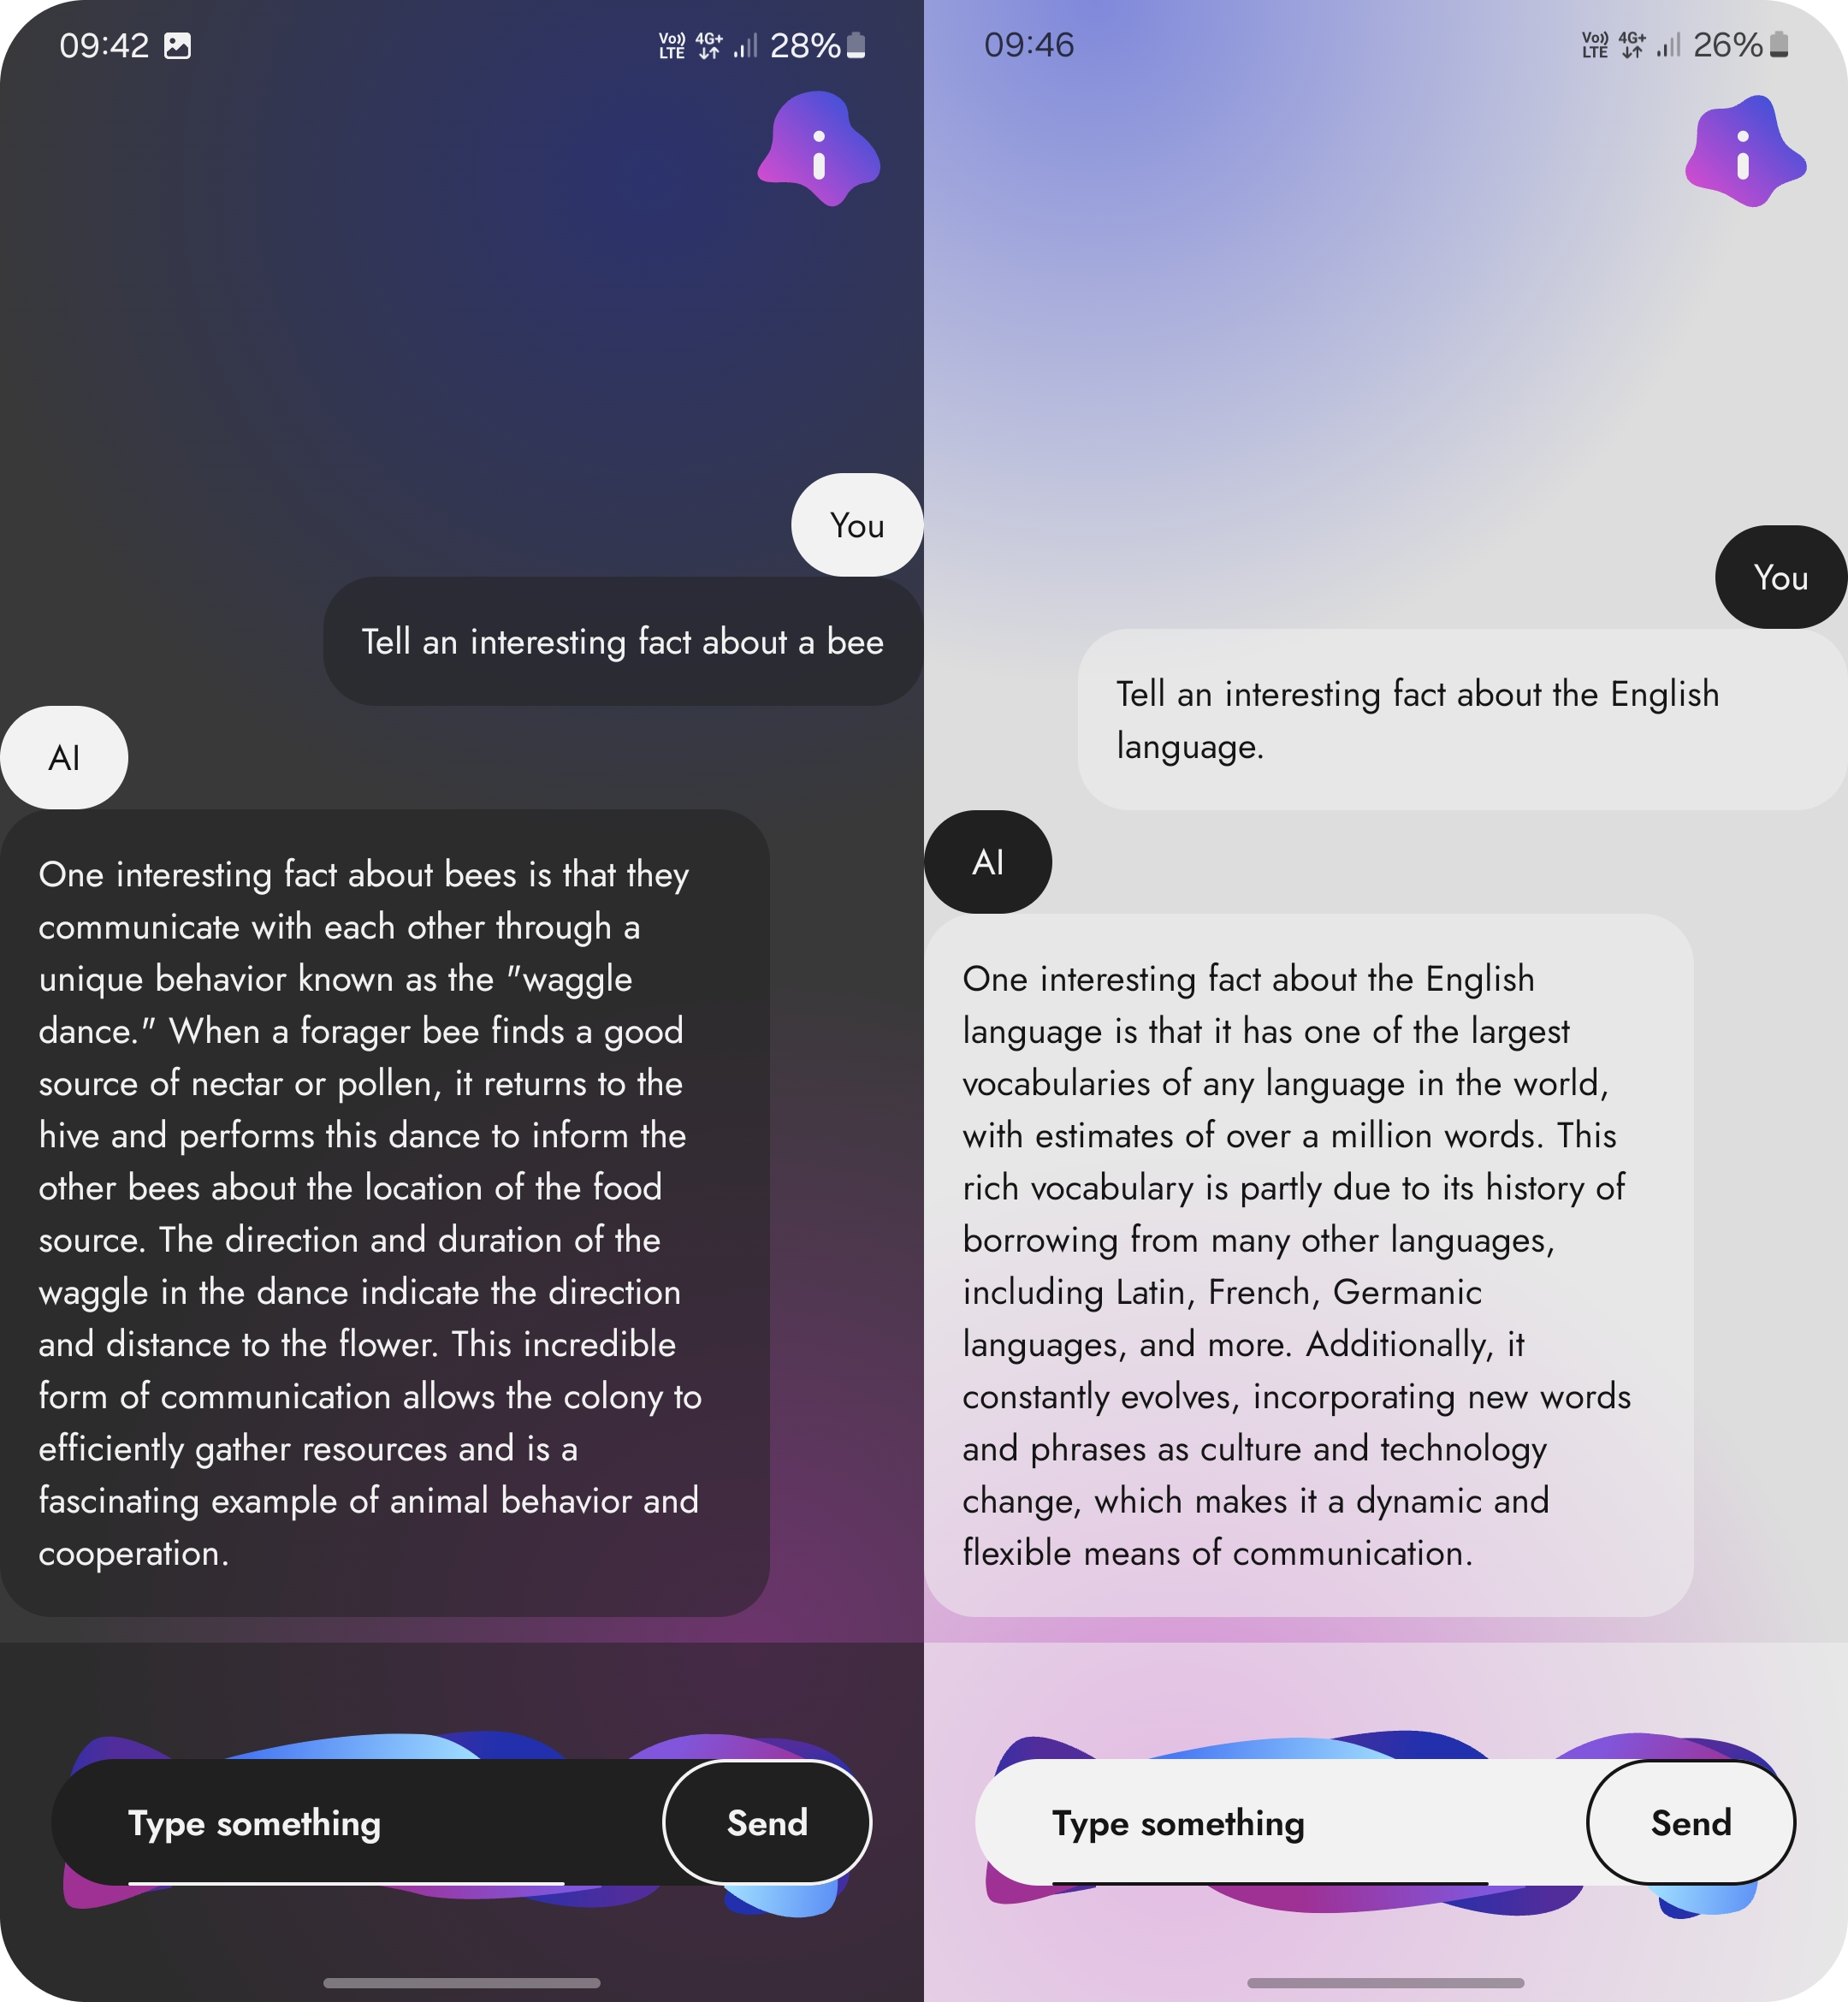 09:42
Vo)) LTE 4G+ 28%
You
Tell an interesting fact about a bee
AI
One interesting fact about bees is that they
communicate with each other through a
unique behavior known as the "waggle
dance." When a forager bee finds a good
source of nectar or pollen, it returns to the
hive and performs this dance to inform the
other bees about the location of the food
source. The direction and duration of the
waggle in the dance indicate the direction
and distance to the flower. This incredible
form of communication allows the colony to
efficiently gather resources and is a
fascinating example of animal behavior and
cooperation.
Type something
Send
09:46
Vo)) LTE 4G+ 26%
You
Tell an interesting fact about the English
language.
AI
One interesting fact about the English
language is that it has one of the largest
vocabularies of any language in the world,
with estimates of over a million words. This
rich vocabulary is partly due to its history of
borrowing from many other languages,
including Latin, French, Germanic
languages, and more. Additionally, it
constantly evolves, incorporating new words
and phrases as culture and technology
change, which makes it a dynamic and
flexible means of communication.
Type something
Send